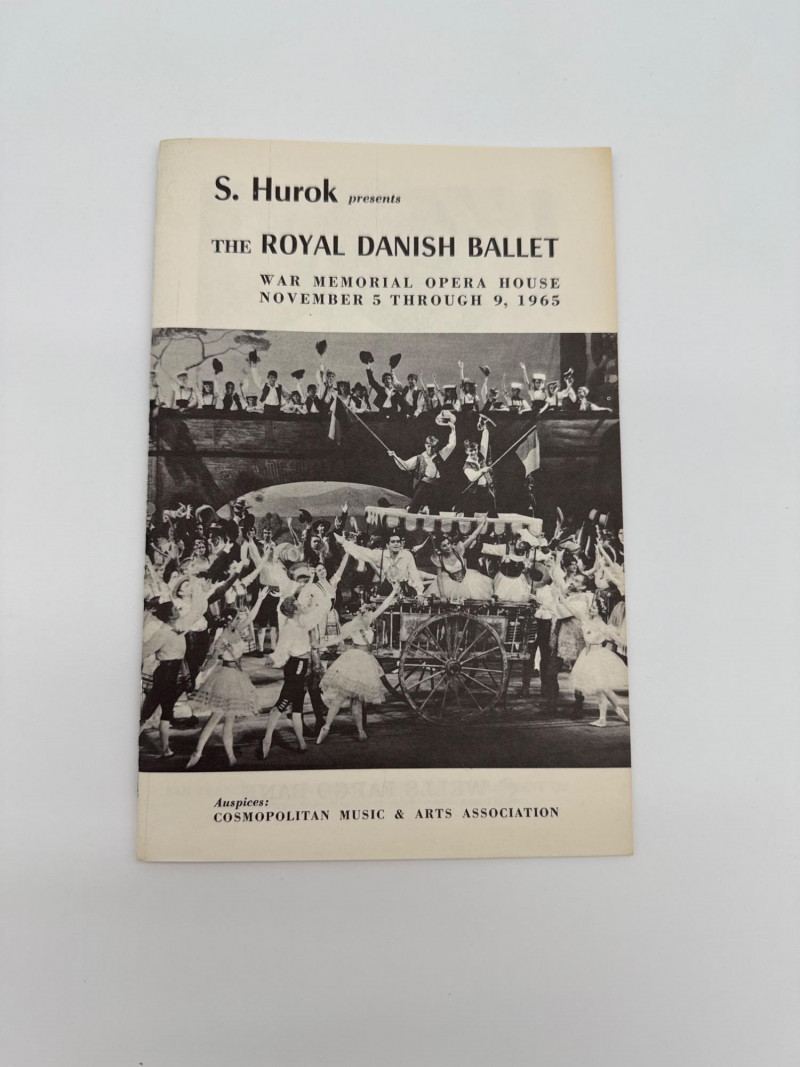 S. Hurok presents
THE ROYAL DANISH BALLET
WAR MEMORIAL OPERA HOUSE
NOVEMBER 5 THROUGH 9, 1965
Auspices:
COSMOPOLITAN MUSIC & ARTS ASSOCIATION